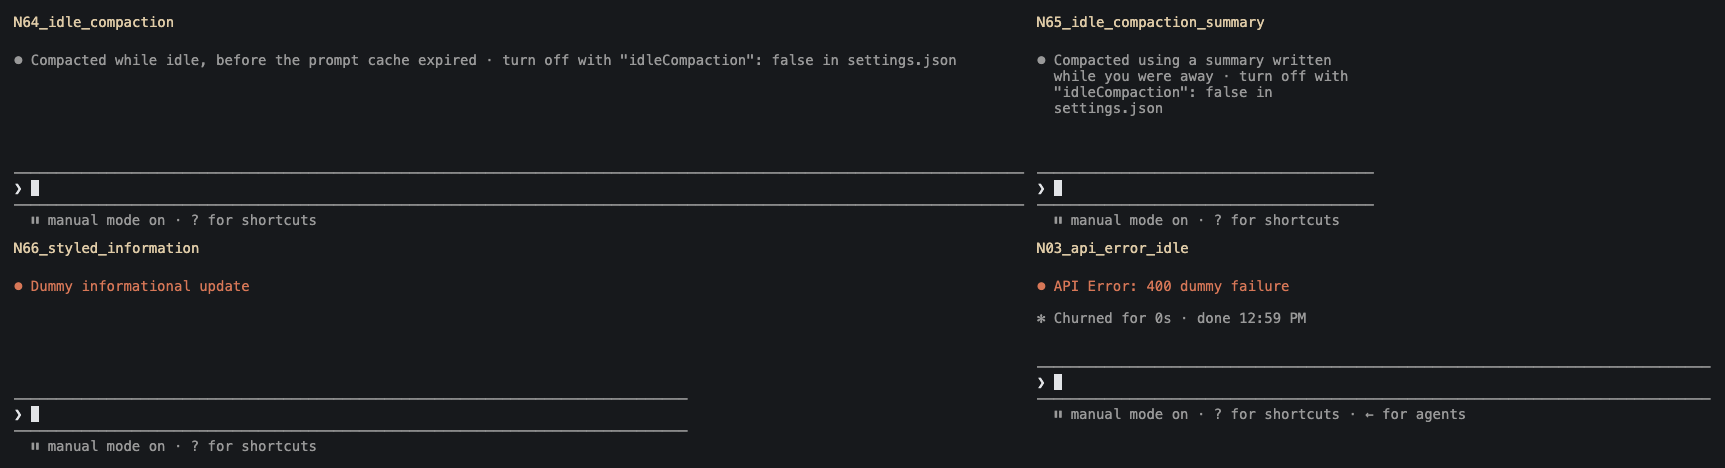 N64_idle_compaction
● Compacted while idle, before the prompt cache expired · turn off with "idleCompaction": false in settings.json
❯
⏸ manual mode on · ? for shortcuts
N65_idle_compaction_summary
● Compacted using a summary written
while you were away · turn off with
"idleCompaction": false in
settings.json
❯
⏸ manual mode on · ? for shortcuts
N66_styled_information
● Dummy informational update
❯
⏸ manual mode on · ? for shortcuts
N03_api_error_idle
● API Error: 400 dummy failure
✻ Churned for 0s · done 12:59 PM
❯
⏸ manual mode on · ? for shortcuts · ← for agents